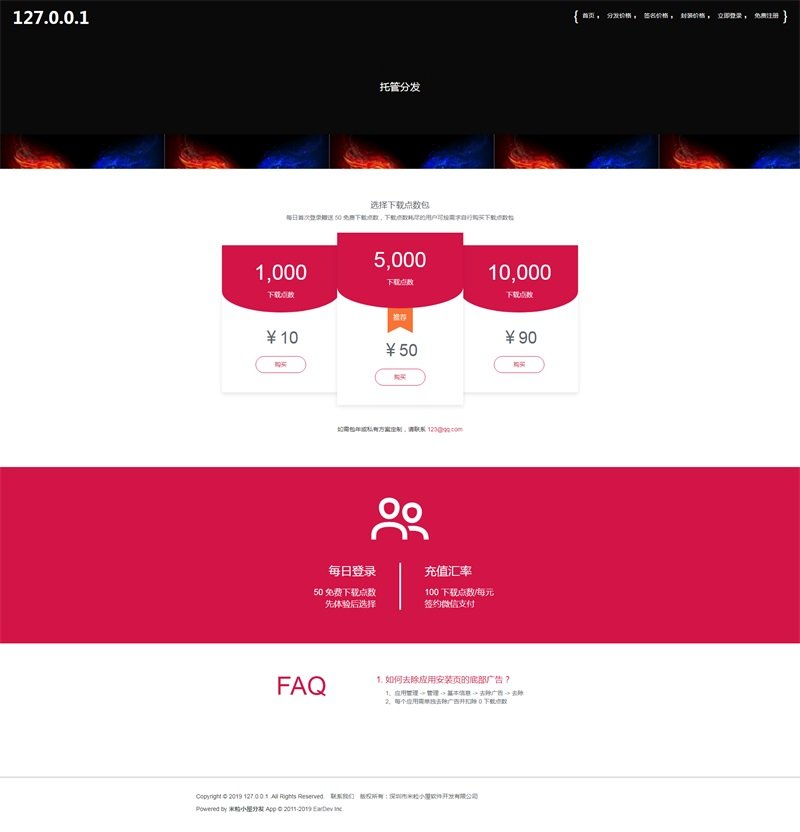 127.0.0.1
{ 首页 , 分发价格 , 签名价格 , 封装价格 , 立即登录 , 免费注册 }
托管分发
选择下载点数包
每日首次登录赠送 50 免费下载点数，下载点数耗尽的用户可按需求自行购买下载点数包
1,000
下载点数
¥ 10
购买
5,000
下载点数
推荐
¥ 50
购买
10,000
下载点数
¥ 90
购买
如需包年或私有方案定制，请联系 123@qq.com
每日登录
50 免费下载点数
先体验后选择
充值汇率
100 下载点数/每元
签约微信支付
FAQ
1. 如何去除应用安装页的底部广告？
1、应用管理 -> 管理 -> 基本信息 -> 去除广告 -> 去除
2、每个应用需单独去除广告并扣除 0 下载点数
Copyright © 2019 127.0.0.1 .All Rights Reserved. 联系我们 版权所有：深圳市米粒小屋软件开发有限公司
Powered by 米粒小屋分发 App © 2011-2019 EarDev Inc.